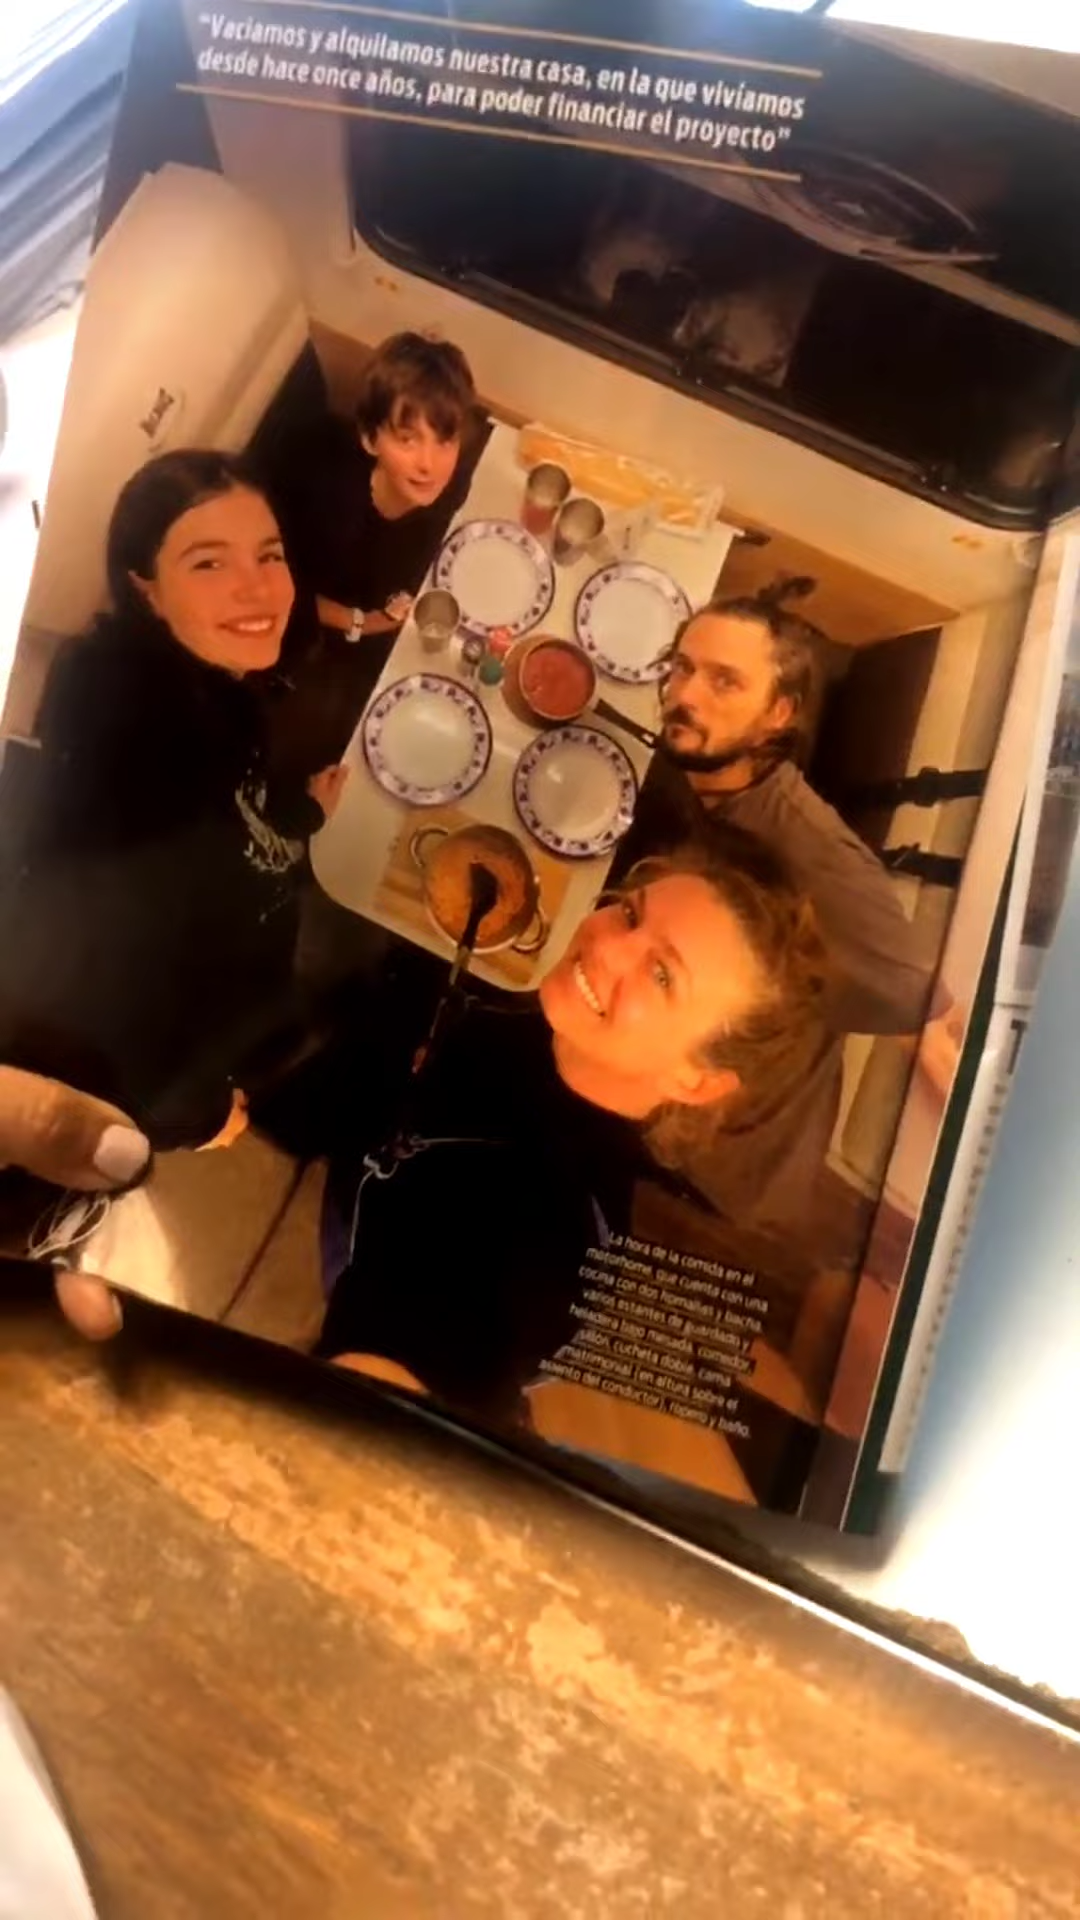 “Vaciamos y alquilamos nuestra casa, en la que vivíamos
desde hace once años, para poder financiar el proyecto”
La hora de la comida en el
motorhome, que cuenta con una
cocina con dos hornallas y bacha,
varios estantes de guardado y
heladera bajo mesada, comedor,
sillón, cucheta doble, cama
matrimonial (en altura sobre el
asiento del conductor), ropero y baño.